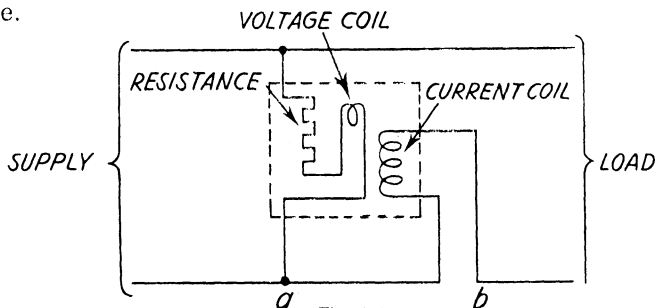 e.
VOLTAGE COIL
RESISTANCE
CURRENT COIL
SUPPLY
LOAD
a
b